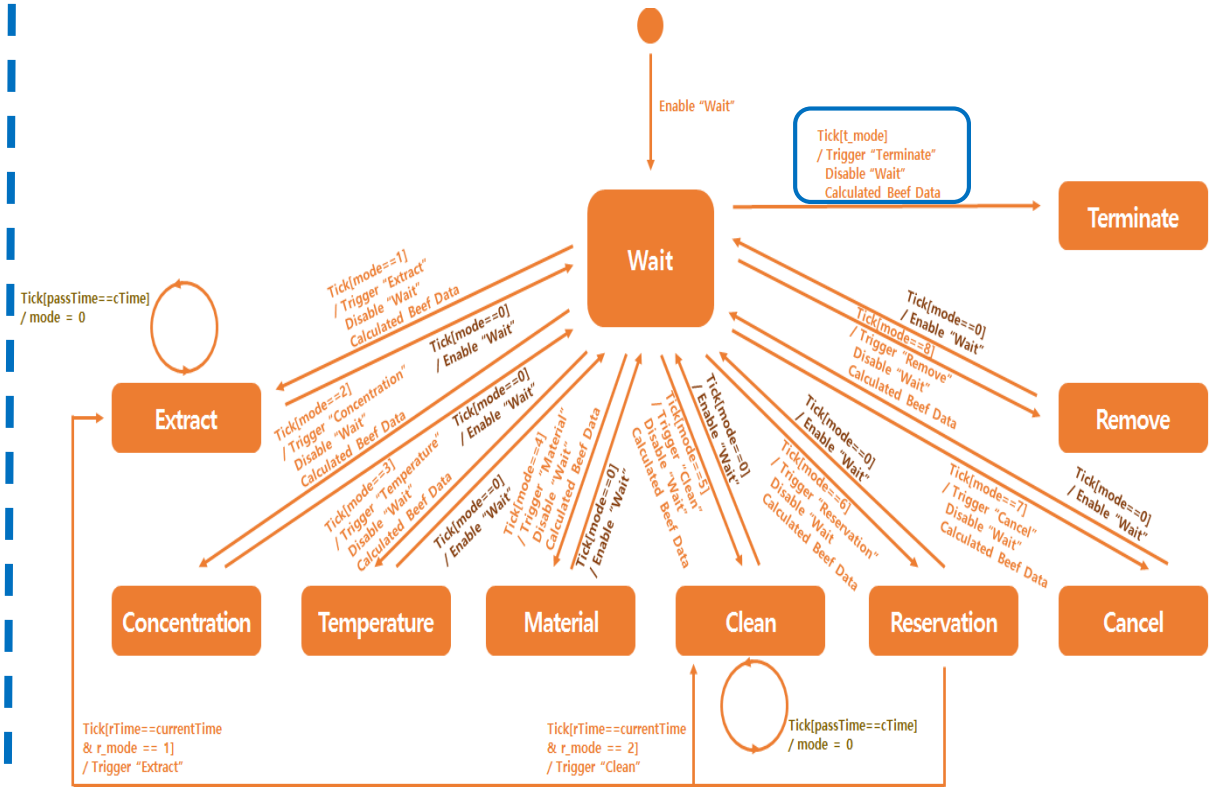 Enable “Wait”
Tick[t_mode]
/ Trigger “Terminate”
Disable “Wait”
Calculated Beef Data
Terminate
Wait
Tick[mode==1]
/ Trigger “Extract”
Disable “Wait”
Calculated Beef Data
Tick[mode==0]
/ Enable “Wait”
Tick[passTime==cTime]
/ mode = 0
Extract
Tick[mode==2]
/ Trigger “Concentration”
Disable “Wait”
Calculated Beef Data
Tick[mode==0]
/ Enable “Wait”
Tick[mode==3]
/ Trigger “Temperature”
Disable “Wait”
Calculated Beef Data
Tick[mode==0]
/ Enable “Wait”
Tick[mode==4]
/ Trigger “Material”
Disable “Wait”
Calculated Beef Data
Tick[mode==0]
/ Enable “Wait”
Tick[mode==5]
/ Trigger “Clean”
Disable “Wait”
Calculated Beef Data
Tick[mode==0]
/ Enable “Wait”
Tick[mode==6]
/ Trigger “Reservation”
Disable “Wait
Calculated Beef Data
Tick[mode==0]
/ Enable “Wait”
Tick[mode==7]
/ Trigger “Cancel”
Disable “Wait”
Calculated Beef Data
Tick[mode==0]
/ Enable “Wait”
Tick[mode==8]
/ Trigger “Remove”
Disable “Wait”
Calculated Beef Data
Tick[mode==0]
/ Enable “Wait”
Remove
Concentration
Temperature
Material
Clean
Reservation
Cancel
Tick[rTime==currentTime
& r_mode == 1]
/ Trigger “Extract”
Tick[rTime==currentTime
& r_mode == 2]
/ Trigger “Clean”
Tick[passTime==cTime]
/ mode = 0